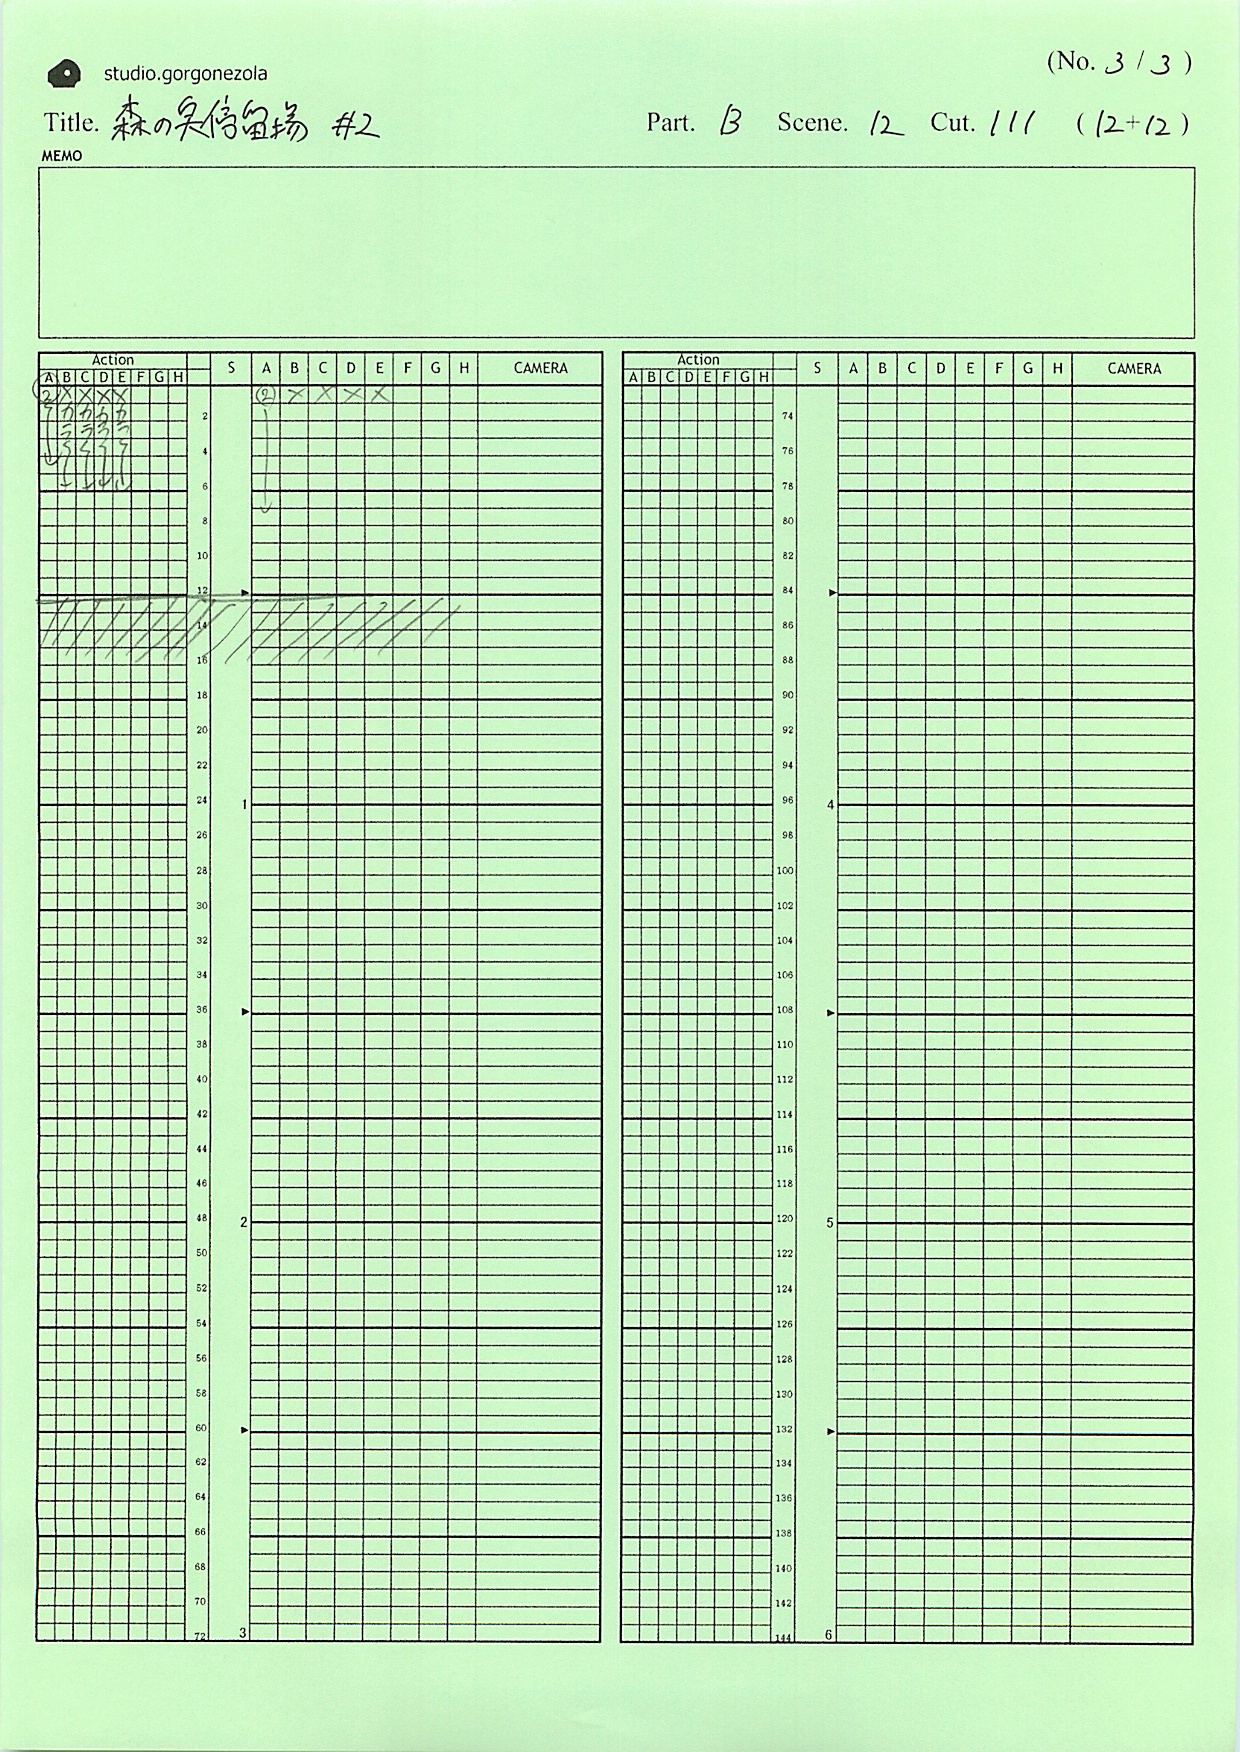 (No. 3 / 3 )
studio.gorgonezola
Title. 森の 停留場 #2 Part. B Scene. 12 Cut. 111 ( 12+12 )
MEMO
Action S A B C D E F G H CAMERA Action S A B C D E F G H CAMERA
A B C D E F G H A B C D E F G H
2 × × × × 2 × × × ×
カ カ カ カ 2 74
ラ ラ ラ ラ
4 76
6 78
8 80
10 82
12 84
14 86
16 88
18 90
20 92
22 94
24 1 96 4
26 98
28 100
30 102
32 104
34 106
36 108
38 110
40 112
42 114
44 116
46 118
48 2 120 5
50 122
52 124
54 126
56 128
58 130
60 132
62 134
64 136
66 138
68 140
70 142
72 3 144 6